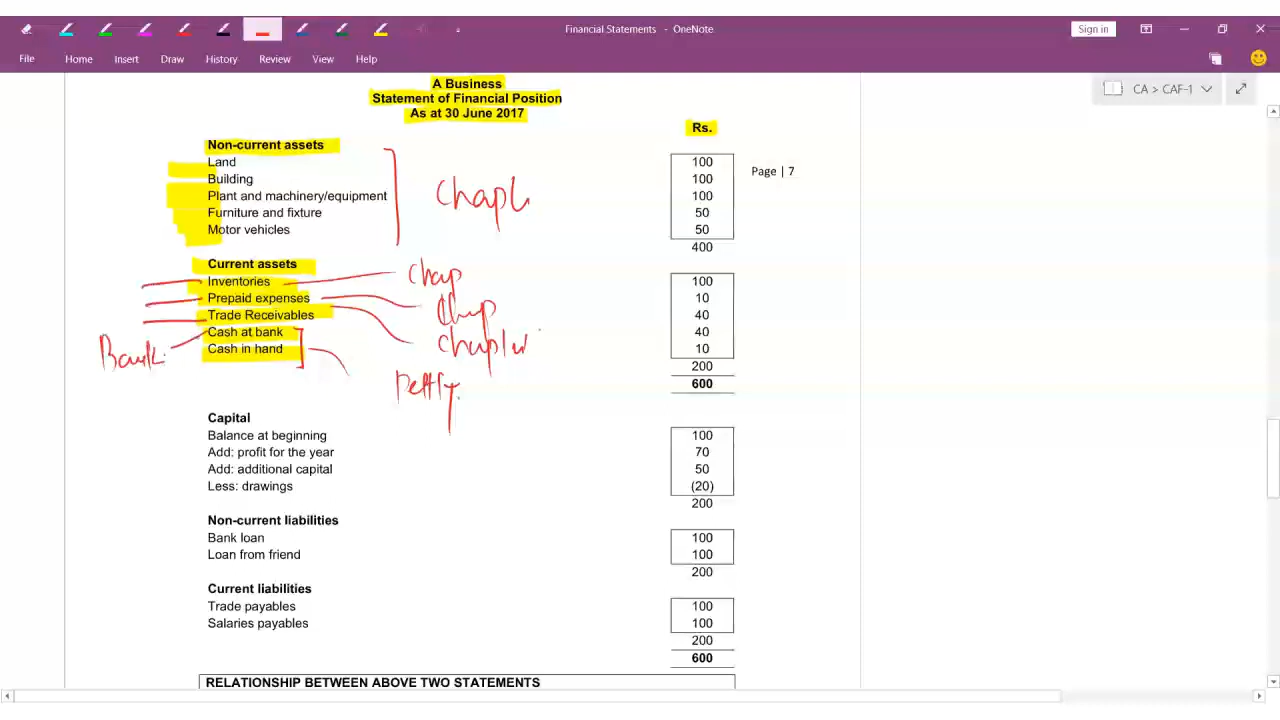 Financial Statements - OneNote
Sign in
File Home Insert Draw History Review View Help
CA > CAF-1
A Business
Statement of Financial Position
As at 30 June 2017
Rs.
Non-current assets
Land 100
Page | 7
Building 100
Plant and machinery/equipment 100
Furniture and fixture 50
Motor vehicles 50
400
Chapt
Current assets
Inventories 100
Chap
Prepaid expenses 10
Chap
Trade Receivables 40
Chapter
Cash at bank 40
Bank
Cash in hand 10
200
600
Petty
Capital
Balance at beginning 100
Add: profit for the year 70
Add: additional capital 50
Less: drawings (20)
200
Non-current liabilities
Bank loan 100
Loan from friend 100
200
Current liabilities
Trade payables 100
Salaries payables 100
200
600
RELATIONSHIP BETWEEN ABOVE TWO STATEMENTS